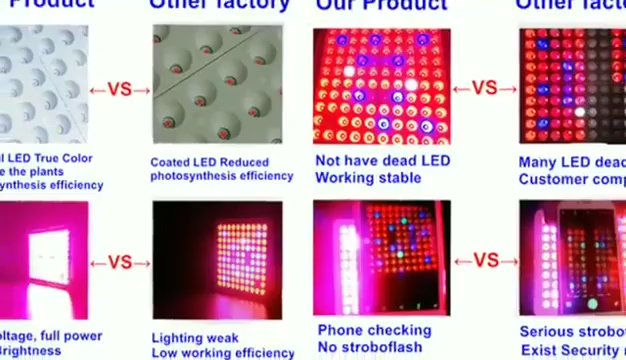 Product
Other factory
Our Product
Other facto
←VS→
←VS→
l LED True Color
e the plants
ynthesis efficiency
Coated LED Reduced
photosynthesis efficiency
Not have dead LED
Working stable
Many LED dead
Customer comp
←VS→
←VS→
oltage, full power
Brightness
Lighting weak
Low working efficiency
Phone checking
No stroboflash
Serious strobo
Exist Security